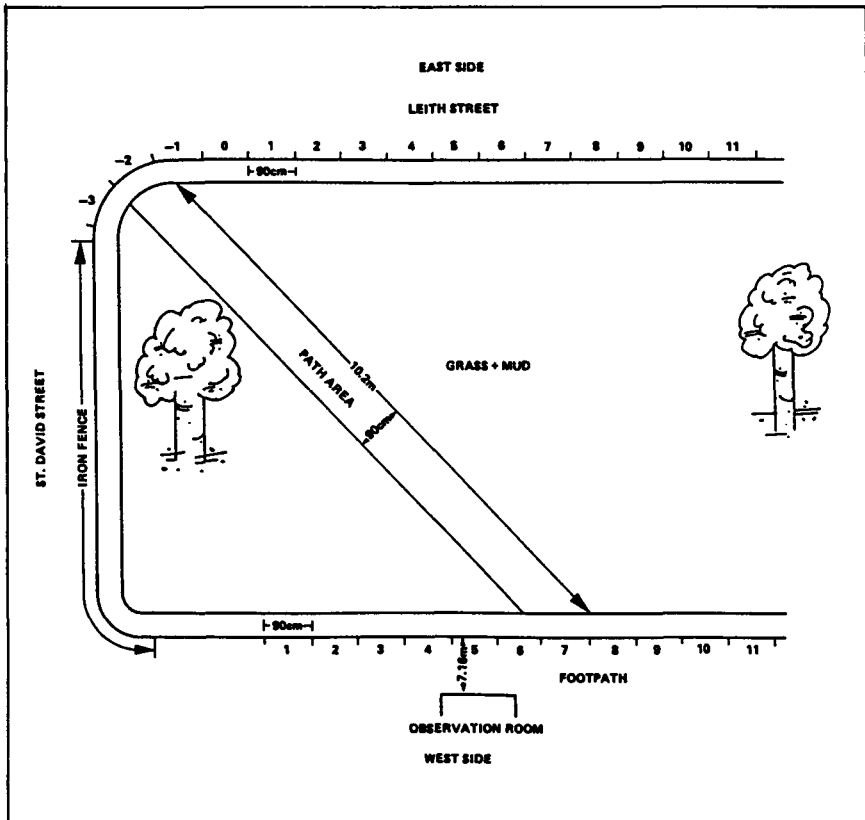 EAST SIDE
LEITH STREET
-3 -2 -1 0 1 2 3 4 5 6 7 8 9 10 11
90cm
ST. DAVID STREET
IRON FENCE
PATH AREA
10.2m
90cm
GRASS + MUD
90cm
1 2 3 4 5 6 7 8 9 10 11
7.16m
FOOTPATH
OBSERVATION ROOM
WEST SIDE